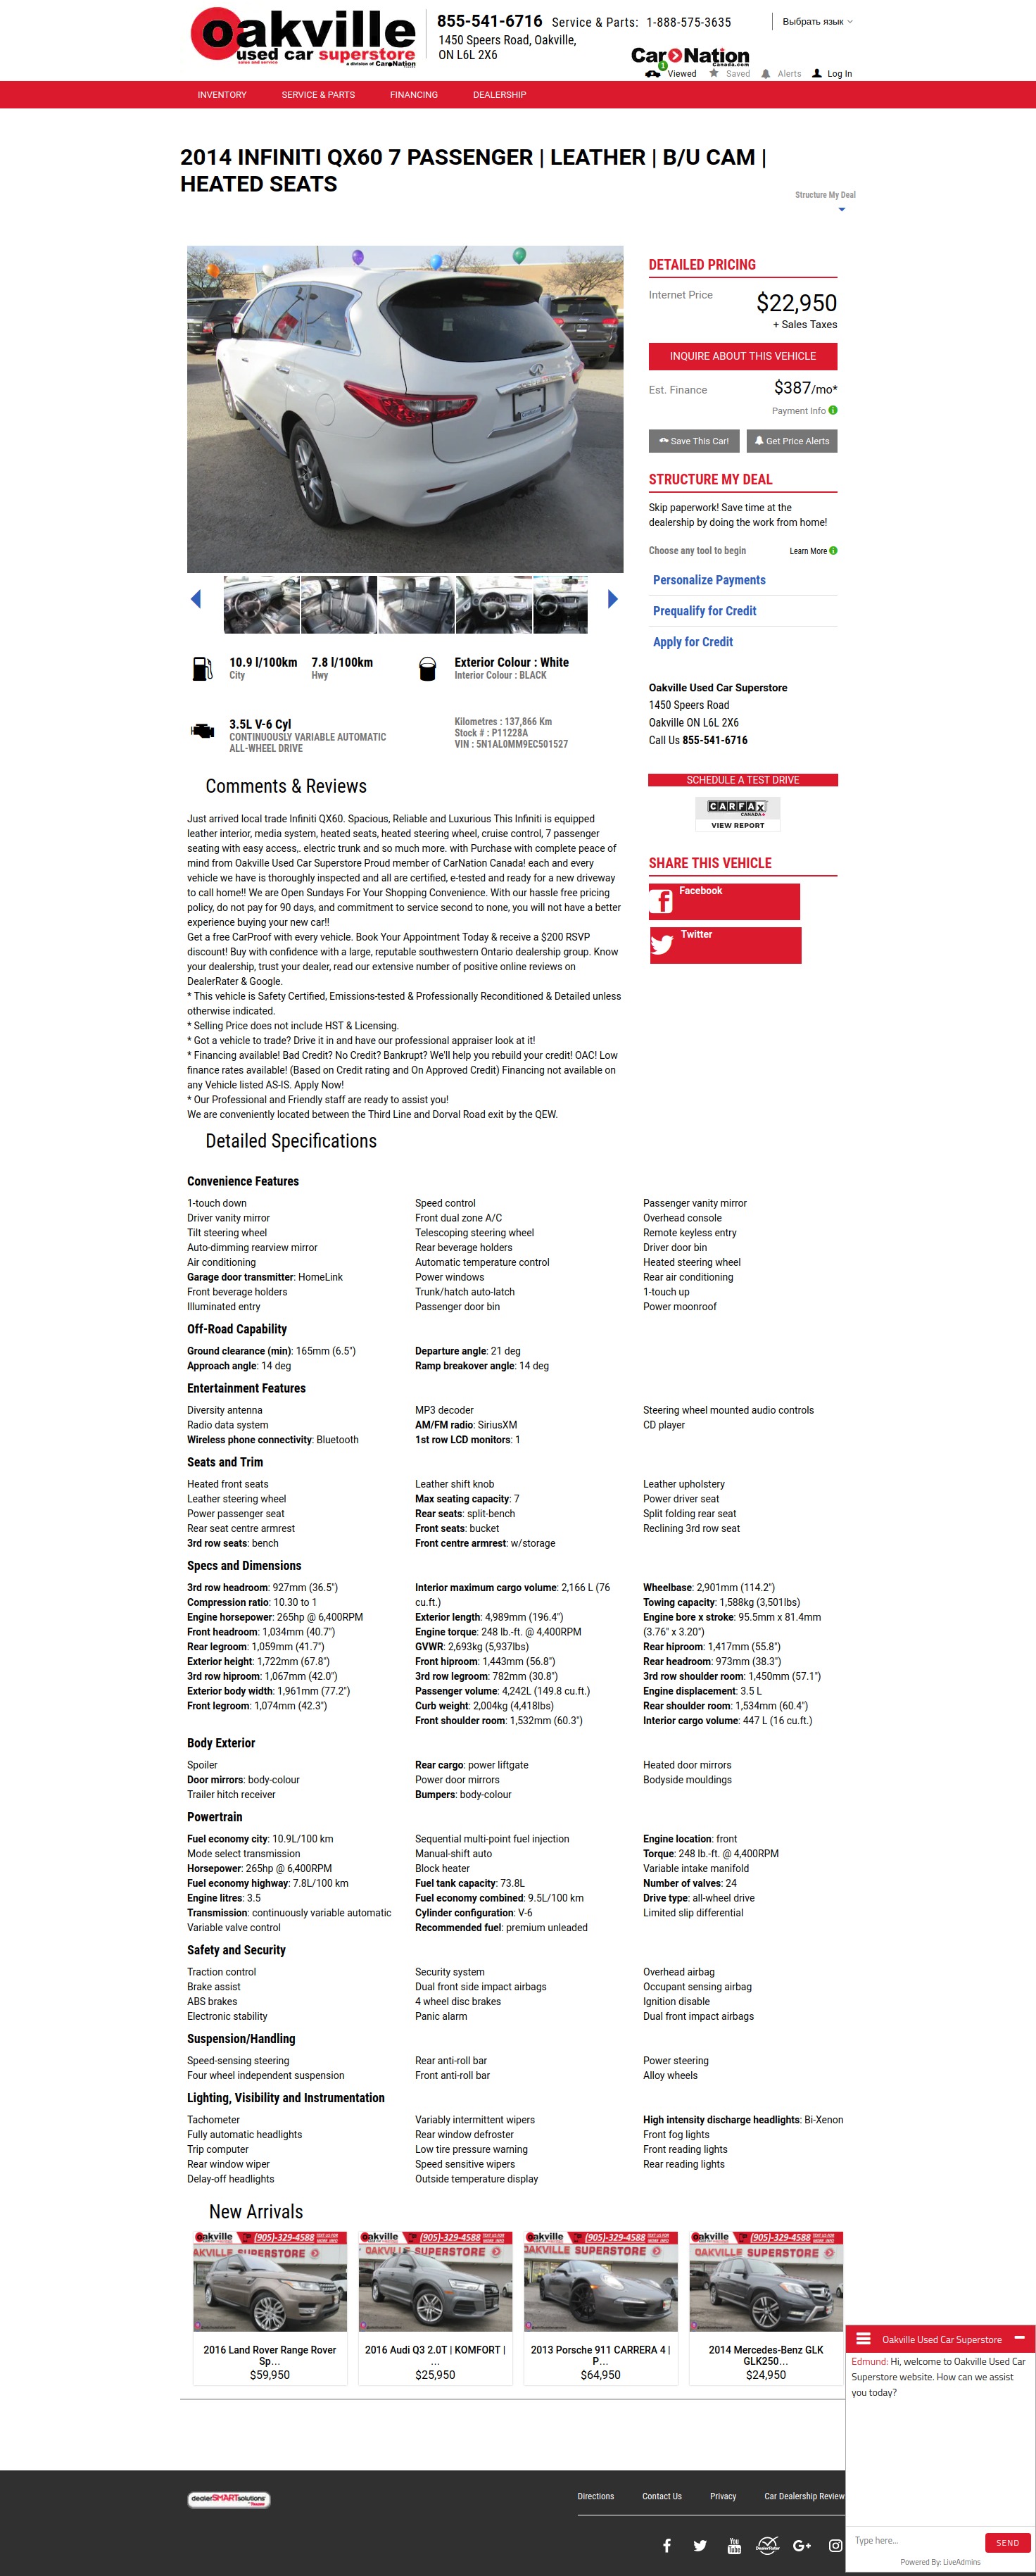 Oakville
used car superstore
sales and service
a division of CarNation
855-541-6716 Service & Parts: 1-888-575-3635
1450 Speers Road, Oakville,
ON L6L 2X6
Выбрать язык
CarNation
Canada.com
1
Viewed Saved Alerts Log In
INVENTORY SERVICE & PARTS FINANCING DEALERSHIP
2014 INFINITI QX60 7 PASSENGER | LEATHER | B/U CAM |
HEATED SEATS
Structure My Deal
DETAILED PRICING
Internet Price $22,950
+ Sales Taxes
INQUIRE ABOUT THIS VEHICLE
Est. Finance $387/mo*
Payment Info
Save This Car! Get Price Alerts
STRUCTURE MY DEAL
Skip paperwork! Save time at the
dealership by doing the work from home!
Choose any tool to begin Learn More
Personalize Payments
Prequalify for Credit
Apply for Credit
Oakville Used Car Superstore
1450 Speers Road
Oakville ON L6L 2X6
Call Us 855-541-6716
SCHEDULE A TEST DRIVE
CARFAX
CANADA
VIEW REPORT
SHARE THIS VEHICLE
Facebook
Twitter
10.9 l/100km 7.8 l/100km
City Hwy
Exterior Colour : White
Interior Colour : BLACK
3.5L V-6 Cyl
CONTINUOUSLY VARIABLE AUTOMATIC
ALL-WHEEL DRIVE
Kilometres : 137,866 Km
Stock # : P11228A
VIN : 5N1AL0MM9EC501527
Comments & Reviews
Just arrived local trade Infiniti QX60. Spacious, Reliable and Luxurious This Infiniti is equipped
leather interior, media system, heated seats, heated steering wheel, cruise control, 7 passenger
seating with easy access,. electric trunk and so much more. with Purchase with complete peace of
mind from Oakville Used Car Superstore Proud member of CarNation Canada! each and every
vehicle we have is thoroughly inspected and all are certified, e-tested and ready for a new driveway
to call home!! We are Open Sundays For Your Shopping Convenience. With our hassle free pricing
policy, do not pay for 90 days, and commitment to service second to none, you will not have a better
experience buying your new car!!
Get a free CarProof with every vehicle. Book Your Appointment Today & receive a $200 RSVP
discount! Buy with confidence with a large, reputable southwestern Ontario dealership group. Know
your dealership, trust your dealer, read our extensive number of positive online reviews on
DealerRater & Google.
* This vehicle is Safety Certified, Emissions-tested & Professionally Reconditioned & Detailed unless
otherwise indicated.
* Selling Price does not include HST & Licensing.
* Got a vehicle to trade? Drive it in and have our professional appraiser look at it!
* Financing available! Bad Credit? No Credit? Bankrupt? We'll help you rebuild your credit! OAC! Low
finance rates available! (Based on Credit rating and On Approved Credit) Financing not available on
any Vehicle listed AS-IS. Apply Now!
* Our Professional and Friendly staff are ready to assist you!
We are conveniently located between the Third Line and Dorval Road exit by the QEW.
Detailed Specifications
Convenience Features
1-touch down Speed control Passenger vanity mirror
Driver vanity mirror Front dual zone A/C Overhead console
Tilt steering wheel Telescoping steering wheel Remote keyless entry
Auto-dimming rearview mirror Rear beverage holders Driver door bin
Air conditioning Automatic temperature control Heated steering wheel
Garage door transmitter: HomeLink Power windows Rear air conditioning
Front beverage holders Trunk/hatch auto-latch 1-touch up
Illuminated entry Passenger door bin Power moonroof
Off-Road Capability
Ground clearance (min): 165mm (6.5") Departure angle: 21 deg
Approach angle: 14 deg Ramp breakover angle: 14 deg
Entertainment Features
Diversity antenna MP3 decoder Steering wheel mounted audio controls
Radio data system AM/FM radio: SiriusXM CD player
Wireless phone connectivity: Bluetooth 1st row LCD monitors: 1
Seats and Trim
Heated front seats Leather shift knob Leather upholstery
Leather steering wheel Max seating capacity: 7 Power driver seat
Power passenger seat Rear seats: split-bench Split folding rear seat
Rear seat centre armrest Front seats: bucket Reclining 3rd row seat
3rd row seats: bench Front centre armrest: w/storage
Specs and Dimensions
3rd row headroom: 927mm (36.5") Interior maximum cargo volume: 2,166 L (76 Wheelbase: 2,901mm (114.2")
Compression ratio: 10.30 to 1 cu.ft.) Towing capacity: 1,588kg (3,501lbs)
Engine horsepower: 265hp @ 6,400RPM Exterior length: 4,989mm (196.4") Engine bore x stroke: 95.5mm x 81.4mm
Front headroom: 1,034mm (40.7") Engine torque: 248 lb.-ft. @ 4,400RPM (3.76" x 3.20")
Rear legroom: 1,059mm (41.7") GVWR: 2,693kg (5,937lbs) Rear hiproom: 1,417mm (55.8")
Exterior height: 1,722mm (67.8") Front hiproom: 1,443mm (56.8") Rear headroom: 973mm (38.3")
3rd row hiproom: 1,067mm (42.0") 3rd row legroom: 782mm (30.8") 3rd row shoulder room: 1,450mm (57.1")
Exterior body width: 1,961mm (77.2") Passenger volume: 4,242L (149.8 cu.ft.) Engine displacement: 3.5 L
Front legroom: 1,074mm (42.3") Curb weight: 2,004kg (4,418lbs) Rear shoulder room: 1,534mm (60.4")
Front shoulder room: 1,532mm (60.3") Interior cargo volume: 447 L (16 cu.ft.)
Body Exterior
Spoiler Rear cargo: power liftgate Heated door mirrors
Door mirrors: body-colour Power door mirrors Bodyside mouldings
Trailer hitch receiver Bumpers: body-colour
Powertrain
Fuel economy city: 10.9L/100 km Sequential multi-point fuel injection Engine location: front
Mode select transmission Manual-shift auto Torque: 248 lb.-ft. @ 4,400RPM
Horsepower: 265hp @ 6,400RPM Block heater Variable intake manifold
Fuel economy highway: 7.8L/100 km Fuel tank capacity: 73.8L Number of valves: 24
Engine litres: 3.5 Fuel economy combined: 9.5L/100 km Drive type: all-wheel drive
Transmission: continuously variable automatic Cylinder configuration: V-6 Limited slip differential
Variable valve control Recommended fuel: premium unleaded
Safety and Security
Traction control Security system Overhead airbag
Brake assist Dual front side impact airbags Occupant sensing airbag
ABS brakes 4 wheel disc brakes Ignition disable
Electronic stability Panic alarm Dual front impact airbags
Suspension/Handling
Speed-sensing steering Rear anti-roll bar Power steering
Four wheel independent suspension Front anti-roll bar Alloy wheels
Lighting, Visibility and Instrumentation
Tachometer Variably intermittent wipers High intensity discharge headlights: Bi-Xenon
Fully automatic headlights Rear window defroster Front fog lights
Trip computer Low tire pressure warning Front reading lights
Rear window wiper Speed sensitive wipers Rear reading lights
Delay-off headlights Outside temperature display
New Arrivals
oakville (905)-329-4588 oakville (905)-329-4588 oakville (905)-329-4588 oakville (905)-329-4588
OAKVILLE SUPERSTORE OAKVILLE SUPERSTORE OAKVILLE SUPERSTORE OAKVILLE SUPERSTORE
2016 Land Rover Range Rover 2016 Audi Q3 2.0T | KOMFORT | 2013 Porsche 911 CARRERA 4 | 2014 Mercedes-Benz GLK
Sp... ... P... GLK250...
$59,950 $25,950 $64,950 $24,950
Oakville Used Car Superstore
Edmund: Hi, welcome to Oakville Used Car
Superstore website. How can we assist
you today?
Type here...
SEND
Powered By: LiveAdmins
dealerSMARTsolutions
Directions Contact Us Privacy Car Dealership Review
You
Tube
DealerRater
G+